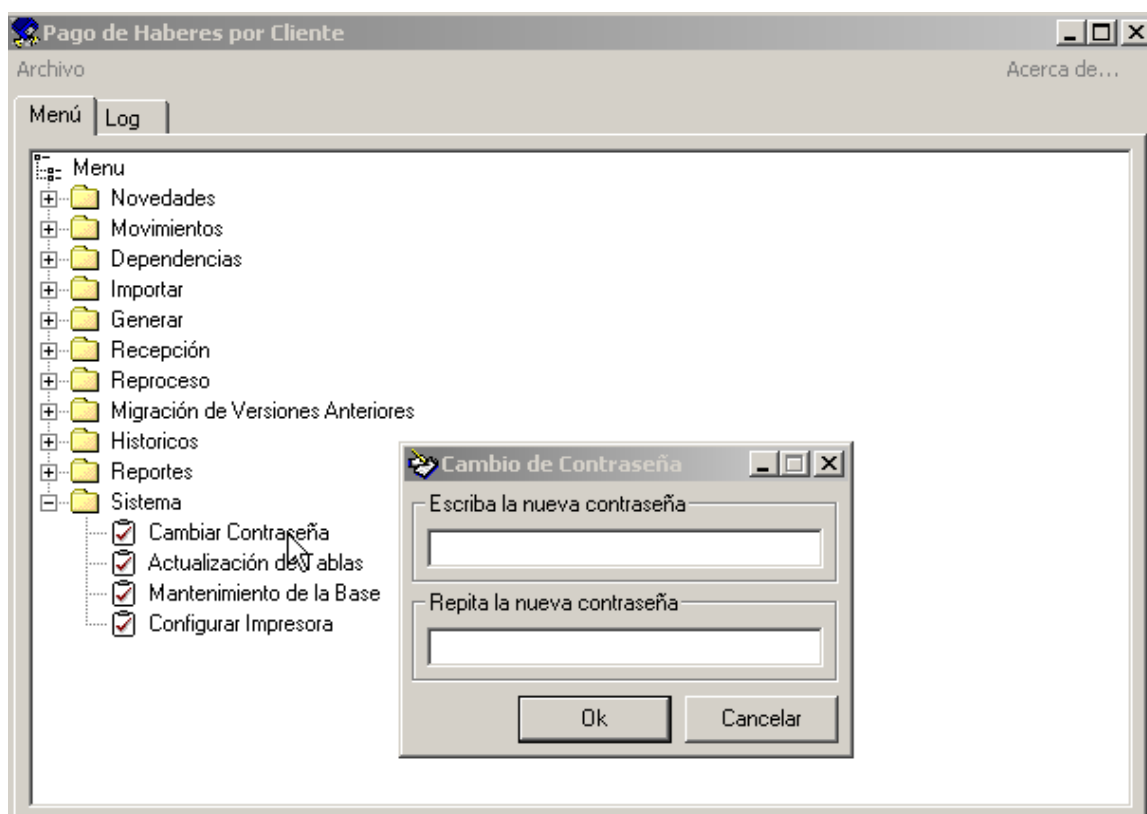 Pago de Haberes por Cliente
Archivo Acerca de...
Menú Log
Menu
Novedades
Movimientos
Dependencias
Importar
Generar
Recepción
Reproceso
Migración de Versiones Anteriores
Historicos
Reportes
Sistema
Cambiar Contraseña
Actualización de Tablas
Mantenimiento de la Base
Configurar Impresora
Cambio de Contraseña
Escriba la nueva contraseña
Repita la nueva contraseña
Ok Cancelar